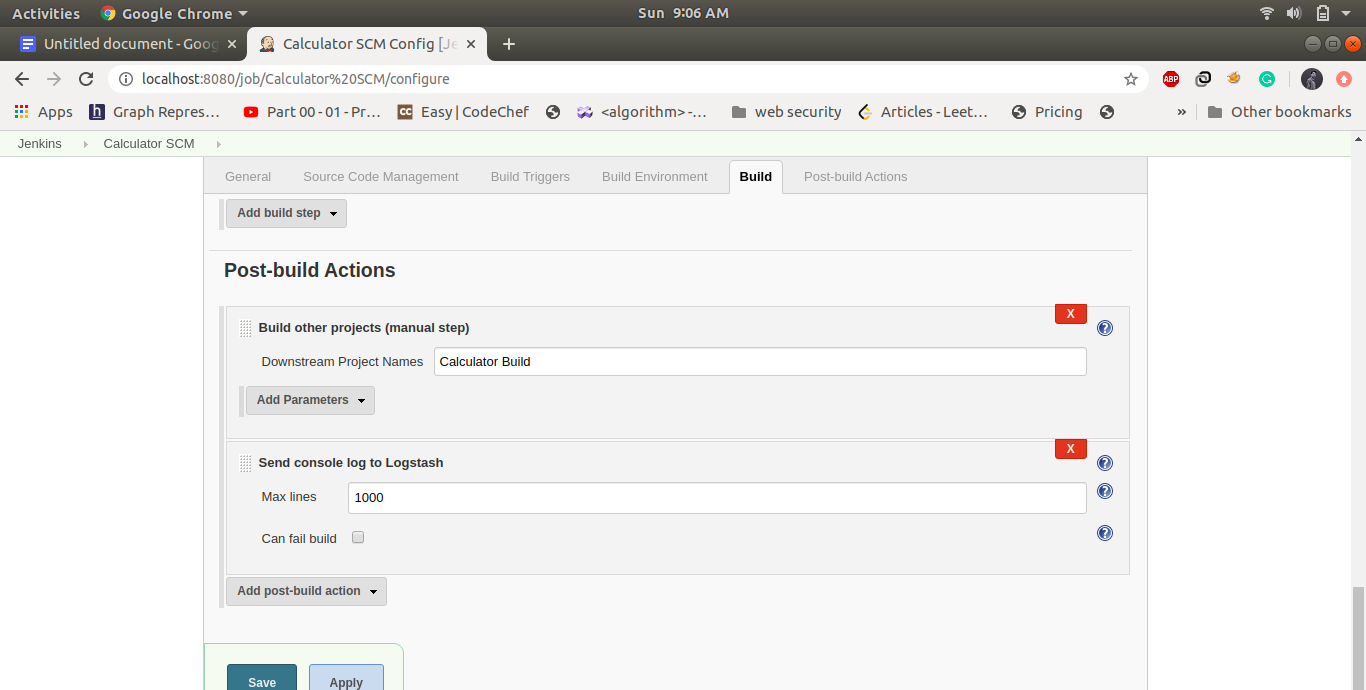 Activities Google Chrome Sun 9:06 AM
Untitled document - Goog Calculator SCM Config [Je
localhost:8080/job/Calculator%20SCM/configure ABP
Apps h Graph Repres... Part 00 - 01 - Pr... CC Easy | CodeChef <algorithm> -... web security Articles - Leet... Pricing » Other bookmarks
Jenkins Calculator SCM
General Source Code Management Build Triggers Build Environment Build Post-build Actions
Add build step
Post-build Actions
X
Build other projects (manual step) ?
Downstream Project Names Calculator Build
Add Parameters
X
Send console log to Logstash ?
Max lines 1000 ?
Can fail build ?
Add post-build action
Save Apply